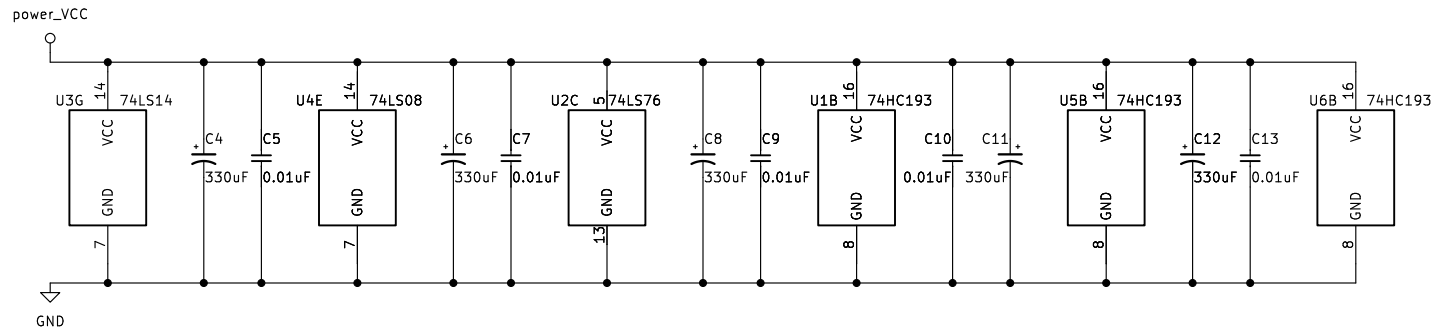 power_VCC
U3G 14 74LS14
VCC
GND
7
C4
+
330uF
C5
0.01uF
U4E 14 74LS08
VCC
GND
7
C6
+
330uF
C7
0.01uF
U2C 5 74LS76
VCC
GND
13
C8
+
330uF
C9
0.01uF
U1B 16 74HC193
VCC
GND
8
C10
0.01uF
C11
+
330uF
U5B 16 74HC193
VCC
GND
8
C12
+
330uF
C13
0.01uF
U6B 16 74HC193
VCC
GND
8
GND